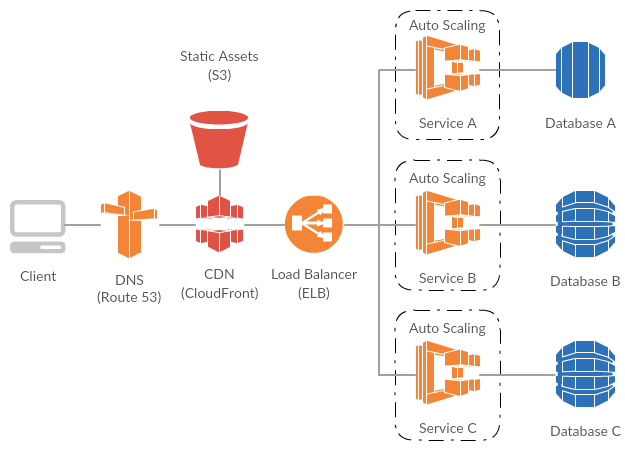 Static Assets
(S3)
Client
DNS
(Route 53)
CDN
(CloudFront)
Load Balancer
(ELB)
Auto Scaling
Service A
Database A
Auto Scaling
Service B
Database B
Auto Scaling
Service C
Database C